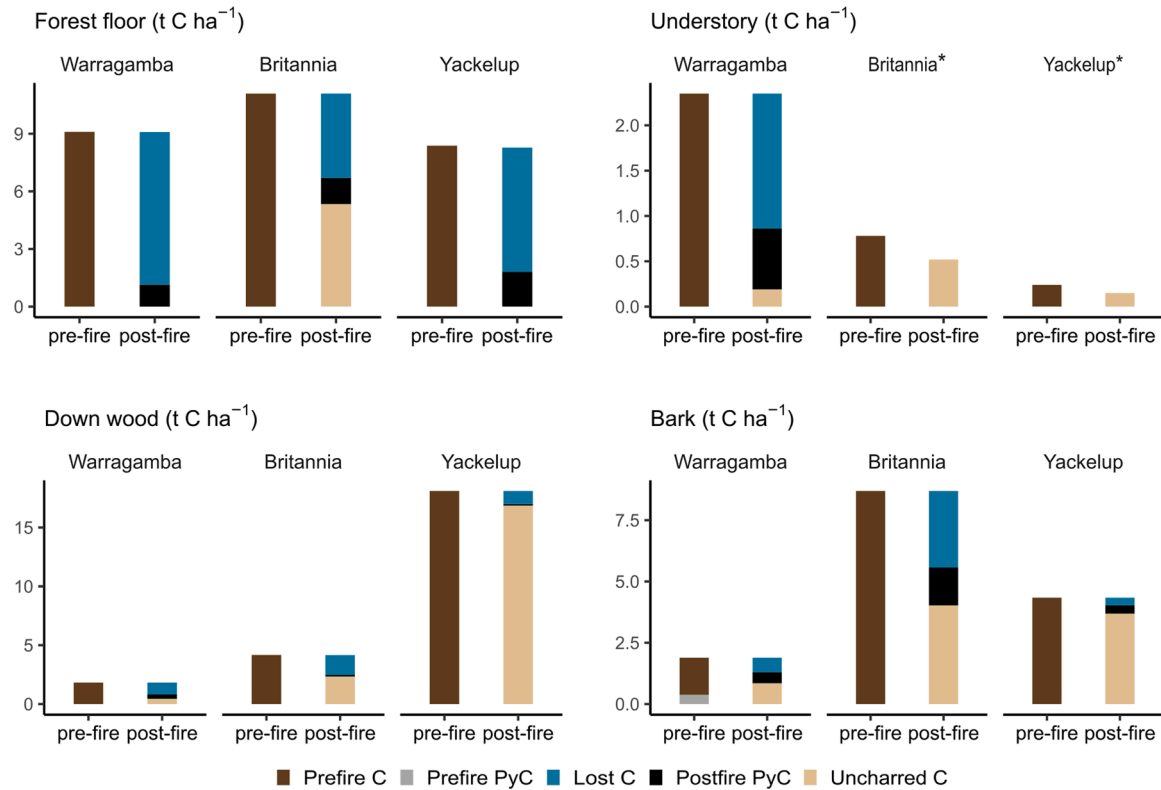 Forest floor (t C ha⁻¹)
Warragamba Britannia Yackelup
9
6
3
0
pre-fire post-fire pre-fire post-fire pre-fire post-fire
Understory (t C ha⁻¹)
Warragamba Britannia* Yackelup*
2.0
1.5
1.0
0.5
0.0
pre-fire post-fire pre-fire post-fire pre-fire post-fire
Down wood (t C ha⁻¹)
Warragamba Britannia Yackelup
15
10
5
0
pre-fire post-fire pre-fire post-fire pre-fire post-fire
Bark (t C ha⁻¹)
Warragamba Britannia Yackelup
7.5
5.0
2.5
0.0
pre-fire post-fire pre-fire post-fire pre-fire post-fire
Prefire C Prefire PyC Lost C Postfire PyC Uncharred C